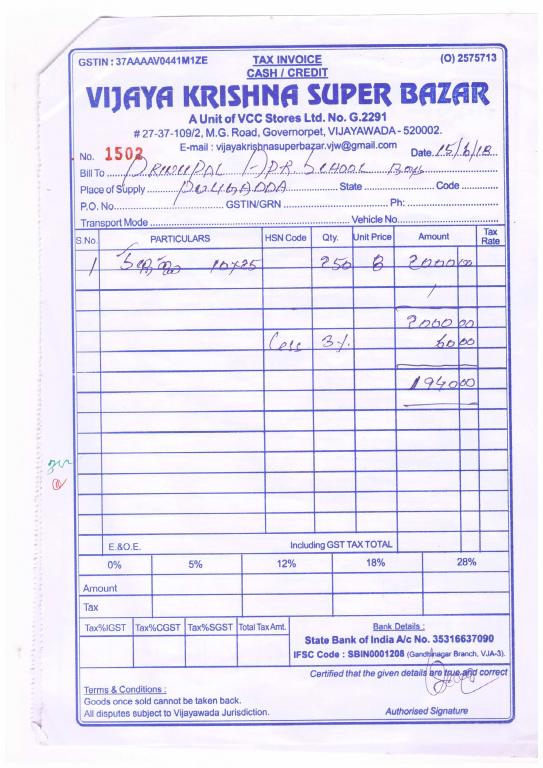 GSTIN : 37AAAAV0441M1ZE TAX INVOICE (O) 2575713
CASH / CREDIT
VIJAYA KRISHNA SUPER BAZAR
A Unit of VCC Stores Ltd. No. G.2291
# 27-37-109/2, M.G. Road, Governorpet, VIJAYAWADA - 520002.
E-mail : vijayakrishnasuperbazar.vjw@gmail.com
No. 1502 Date 15/6/18
Bill To PRINCIPAL APR SCHOOL Boys
Place of Supply State Code
P.O. No. GSTIN/GRN Ph:
Transport Mode Vehicle No.
S.No. PARTICULARS HSN Code Qty. Unit Price Amount Tax Rate
1 10x25 250 8 2000 00
2000 00
Less 3% 60 00
1940 00
E.&O.E. Including GST TAX TOTAL
0% 5% 12% 18% 28%
Amount
Tax
Tax%IGST Tax%CGST Tax%SGST Total Tax Amt.
Bank Details :
State Bank of India A/c No. 35316637090
IFSC Code : SBIN0001208 (Gandhinagar Branch, VJA-3).
Certified that the given details are true and correct
Terms & Conditions :
Goods once sold cannot be taken back.
All disputes subject to Vijayawada Jurisdiction. Authorised Signature